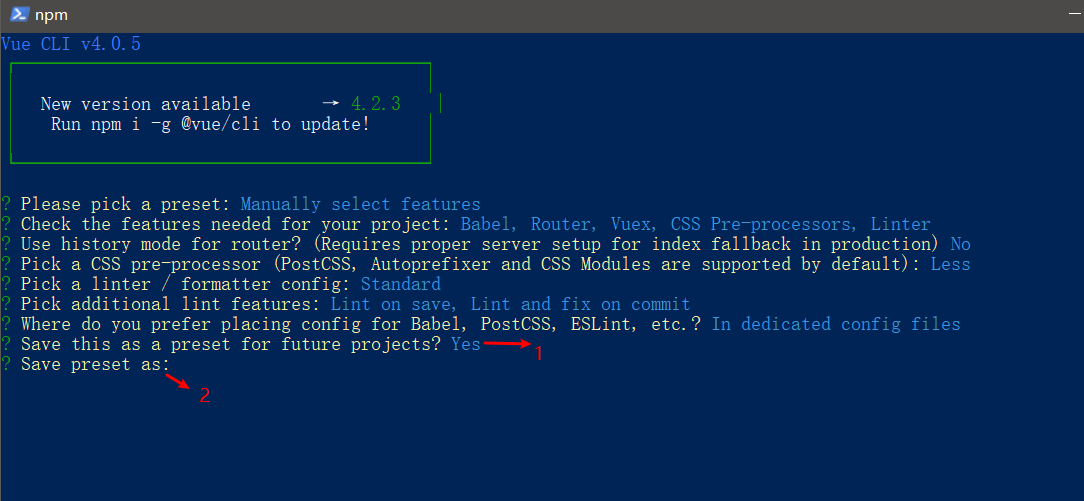 npm
Vue CLI v4.0.5
New version available → 4.2.3
Run npm i -g @vue/cli to update!
? Please pick a preset: Manually select features
? Check the features needed for your project: Babel, Router, Vuex, CSS Pre-processors, Linter
? Use history mode for router? (Requires proper server setup for index fallback in production) No
? Pick a CSS pre-processor (PostCSS, Autoprefixer and CSS Modules are supported by default): Less
? Pick a linter / formatter config: Standard
? Pick additional lint features: Lint on save, Lint and fix on commit
? Where do you prefer placing config for Babel, PostCSS, ESLint, etc.? In dedicated config files
? Save this as a preset for future projects? Yes 1
? Save preset as:
2